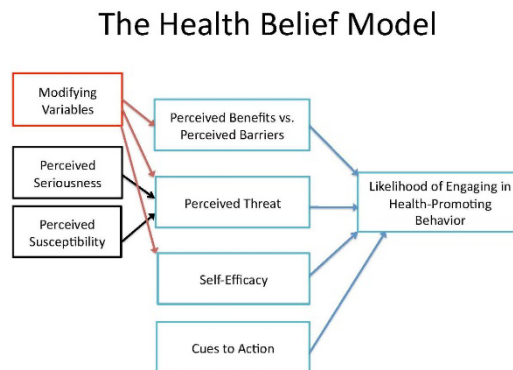 The Health Belief Model
Modifying
Variables
Perceived Benefits vs.
Perceived Barriers
Perceived
Seriousness
Perceived Threat
Likelihood of Engaging in
Health-Promoting
Behavior
Perceived
Susceptibility
Self-Efficacy
Cues to Action